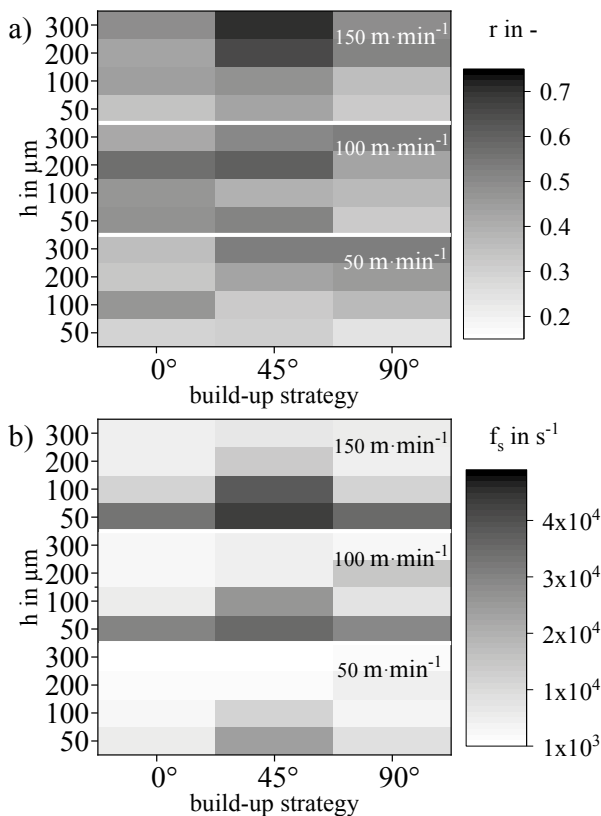 a)
r in -
h in µm
300
200
100
50
150 m·min⁻¹
300
200
100
50
100 m·min⁻¹
300
200
100
50
50 m·min⁻¹
0° 45° 90°
build-up strategy
0.7
0.6
0.5
0.4
0.3
0.2
b)
fₛ in s⁻¹
h in µm
300
200
100
50
150 m·min⁻¹
300
200
100
50
100 m·min⁻¹
300
200
100
50
50 m·min⁻¹
0° 45° 90°
build-up strategy
4x10⁴
3x10⁴
2x10⁴
1x10⁴
1x10³